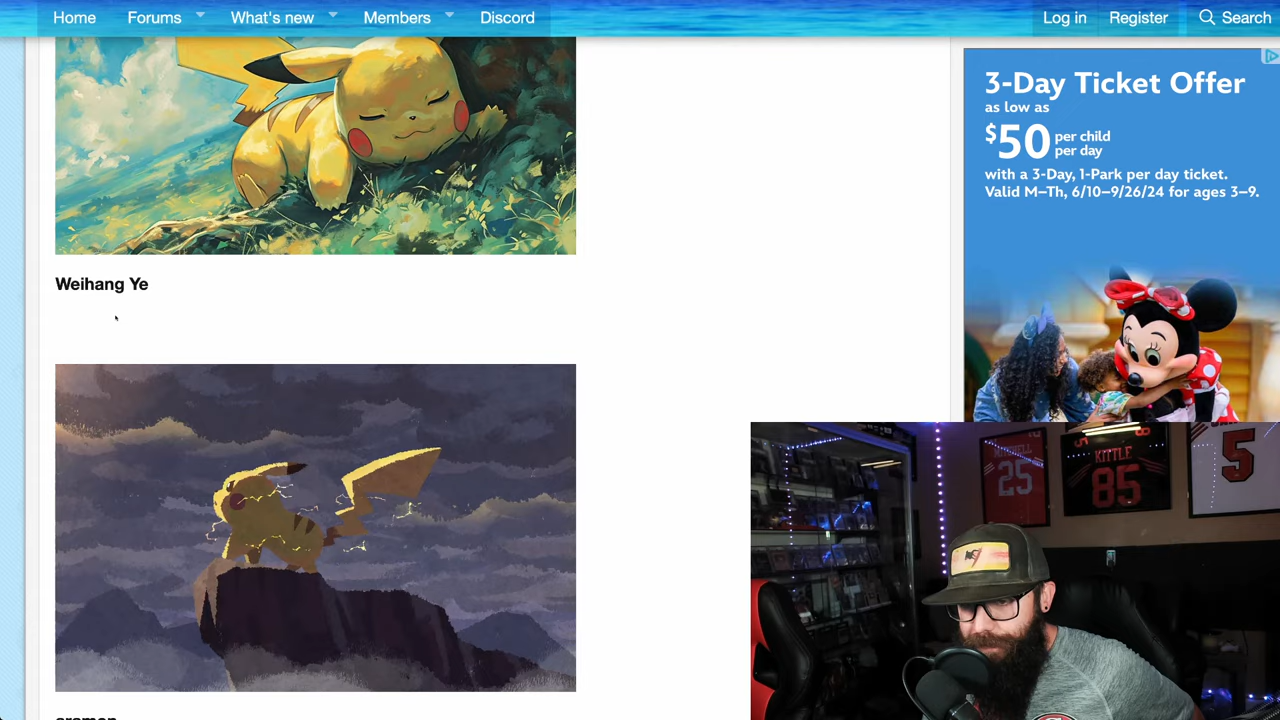 Home Forums What's new Members Discord Log in Register Search
3-Day Ticket Offer
as low as
$50 per child
per day
with a 3-Day, 1-Park per day ticket.
Valid M–Th, 6/10–9/26/24 for ages 3–9.
Weihang Ye
25
KITTLE
85
5